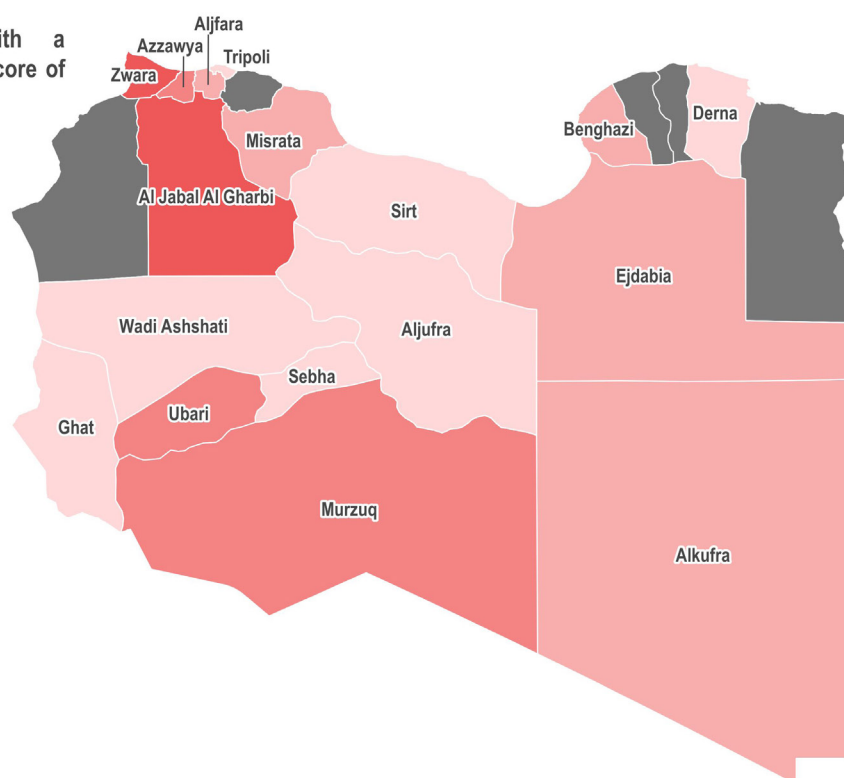 ith a
core of
Aljfara
Azzawya
Tripoli
Zwara
Misrata
Al Jabal Al Gharbi
Benghazi
Derna
Sirt
Ejdabia
Wadi Ashshati
Aljufra
Sebha
Ubari
Ghat
Murzuq
Alkufra